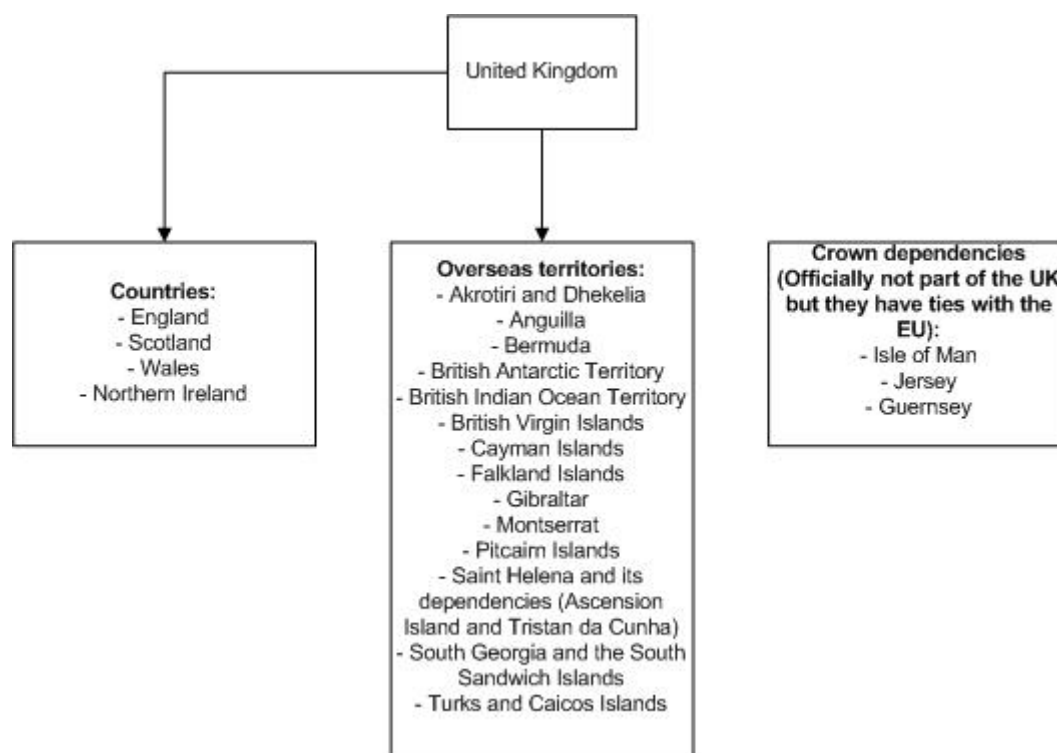 United Kingdom
Countries:
- England
- Scotland
- Wales
- Northern Ireland
Overseas territories:
- Akrotiri and Dhekelia
- Anguilla
- Bermuda
- British Antarctic Territory
- British Indian Ocean Territory
- British Virgin Islands
- Cayman Islands
- Falkland Islands
- Gibraltar
- Montserrat
- Pitcairn Islands
- Saint Helena and its
dependencies (Ascension
Island and Tristan da Cunha)
- South Georgia and the South
Sandwich Islands
- Turks and Caicos Islands
Crown dependencies
(Officially not part of the UK
but they have ties with the
EU):
- Isle of Man
- Jersey
- Guernsey